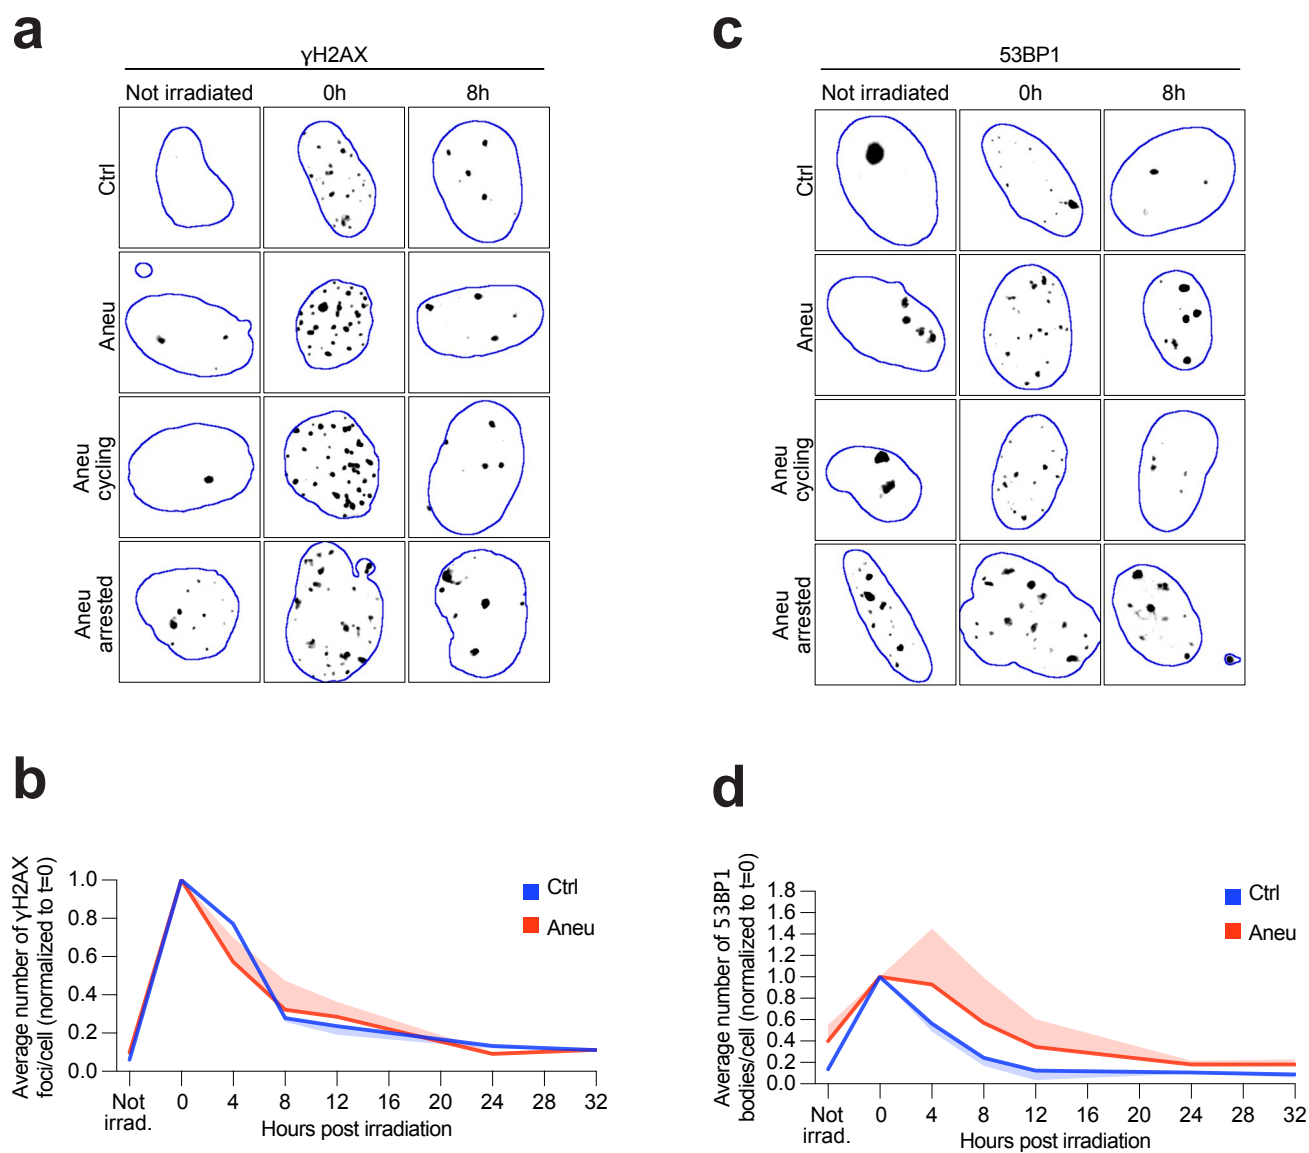 a
γH2AX
Not irradiated 0h 8h
Ctrl
Aneu
Aneu
cycling
Aneu
arrested
c
53BP1
Not irradiated 0h 8h
Ctrl
Aneu
Aneu
cycling
Aneu
arrested
b
Average number of γH2AX
foci/cell (normalized to t=0)
1.0
0.8
0.6
0.4
0.2
0.0
Ctrl
Aneu
Not
irrad.
0 4 8 12 16 20 24 28 32
Hours post irradiation
d
Average number of 53BP1
bodies/cell (normalized to t=0)
1.8
1.6
1.4
1.2
1.0
0.8
0.6
0.4
0.2
0.0
Ctrl
Aneu
Not
irrad.
0 4 8 12 16 20 24 28 32
Hours post irradiation